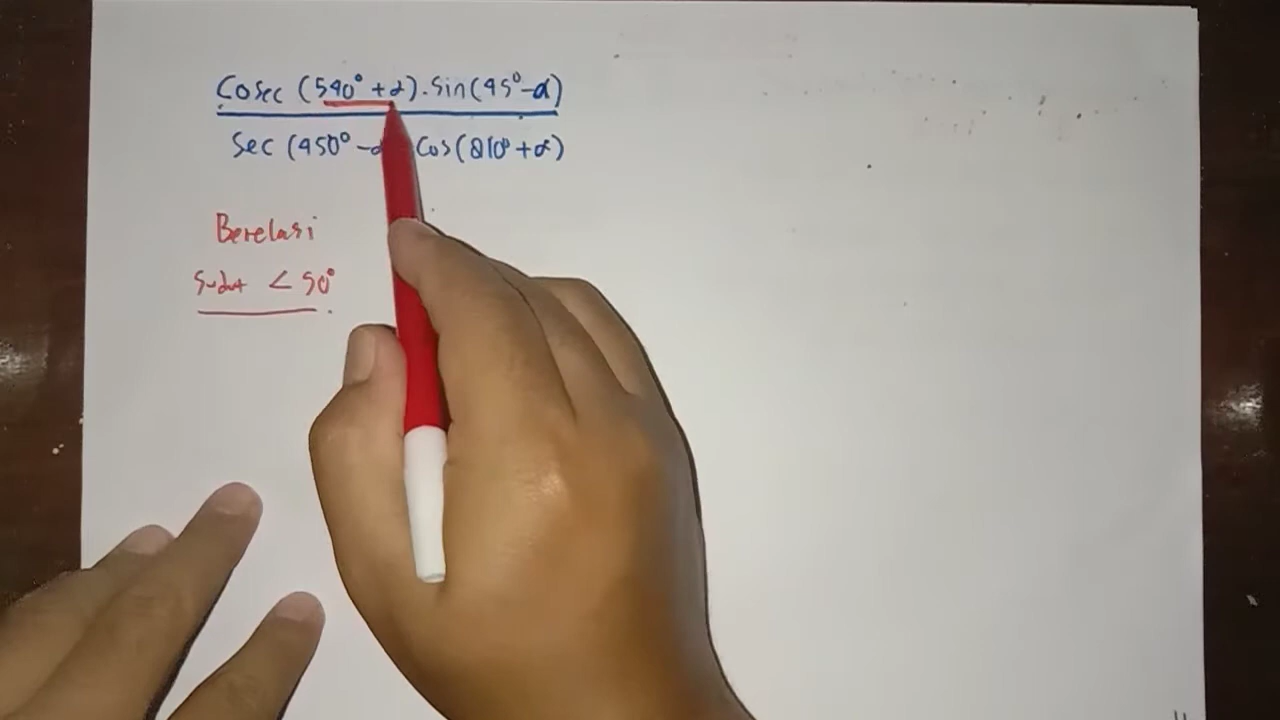 Cosec (540° + α) . Sin (45° - α)
Sec (450° - α cos (810° + α)
Berelasi
Sudut < 90°